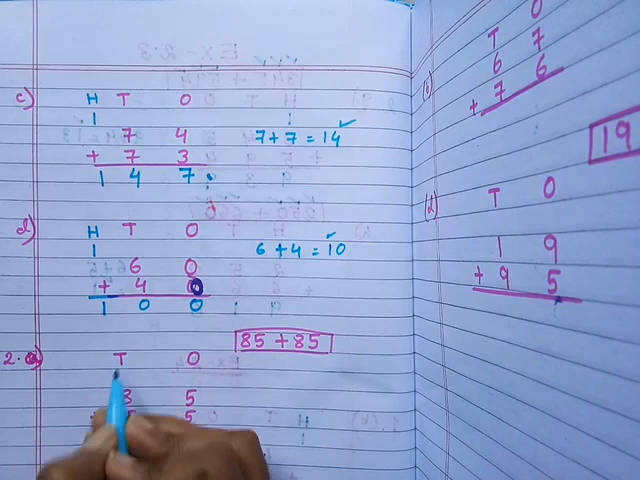 c) H T O
1
7 4 7+7=14
+ 7 3
1 4 7
d) H T O
1 6+4=10
6 0
+ 4 0
1 0 0
85+85
2.a) T O
8 5
5
T O
6 7
+ 7 6
19
(d) T O
1 9
+ 9 5